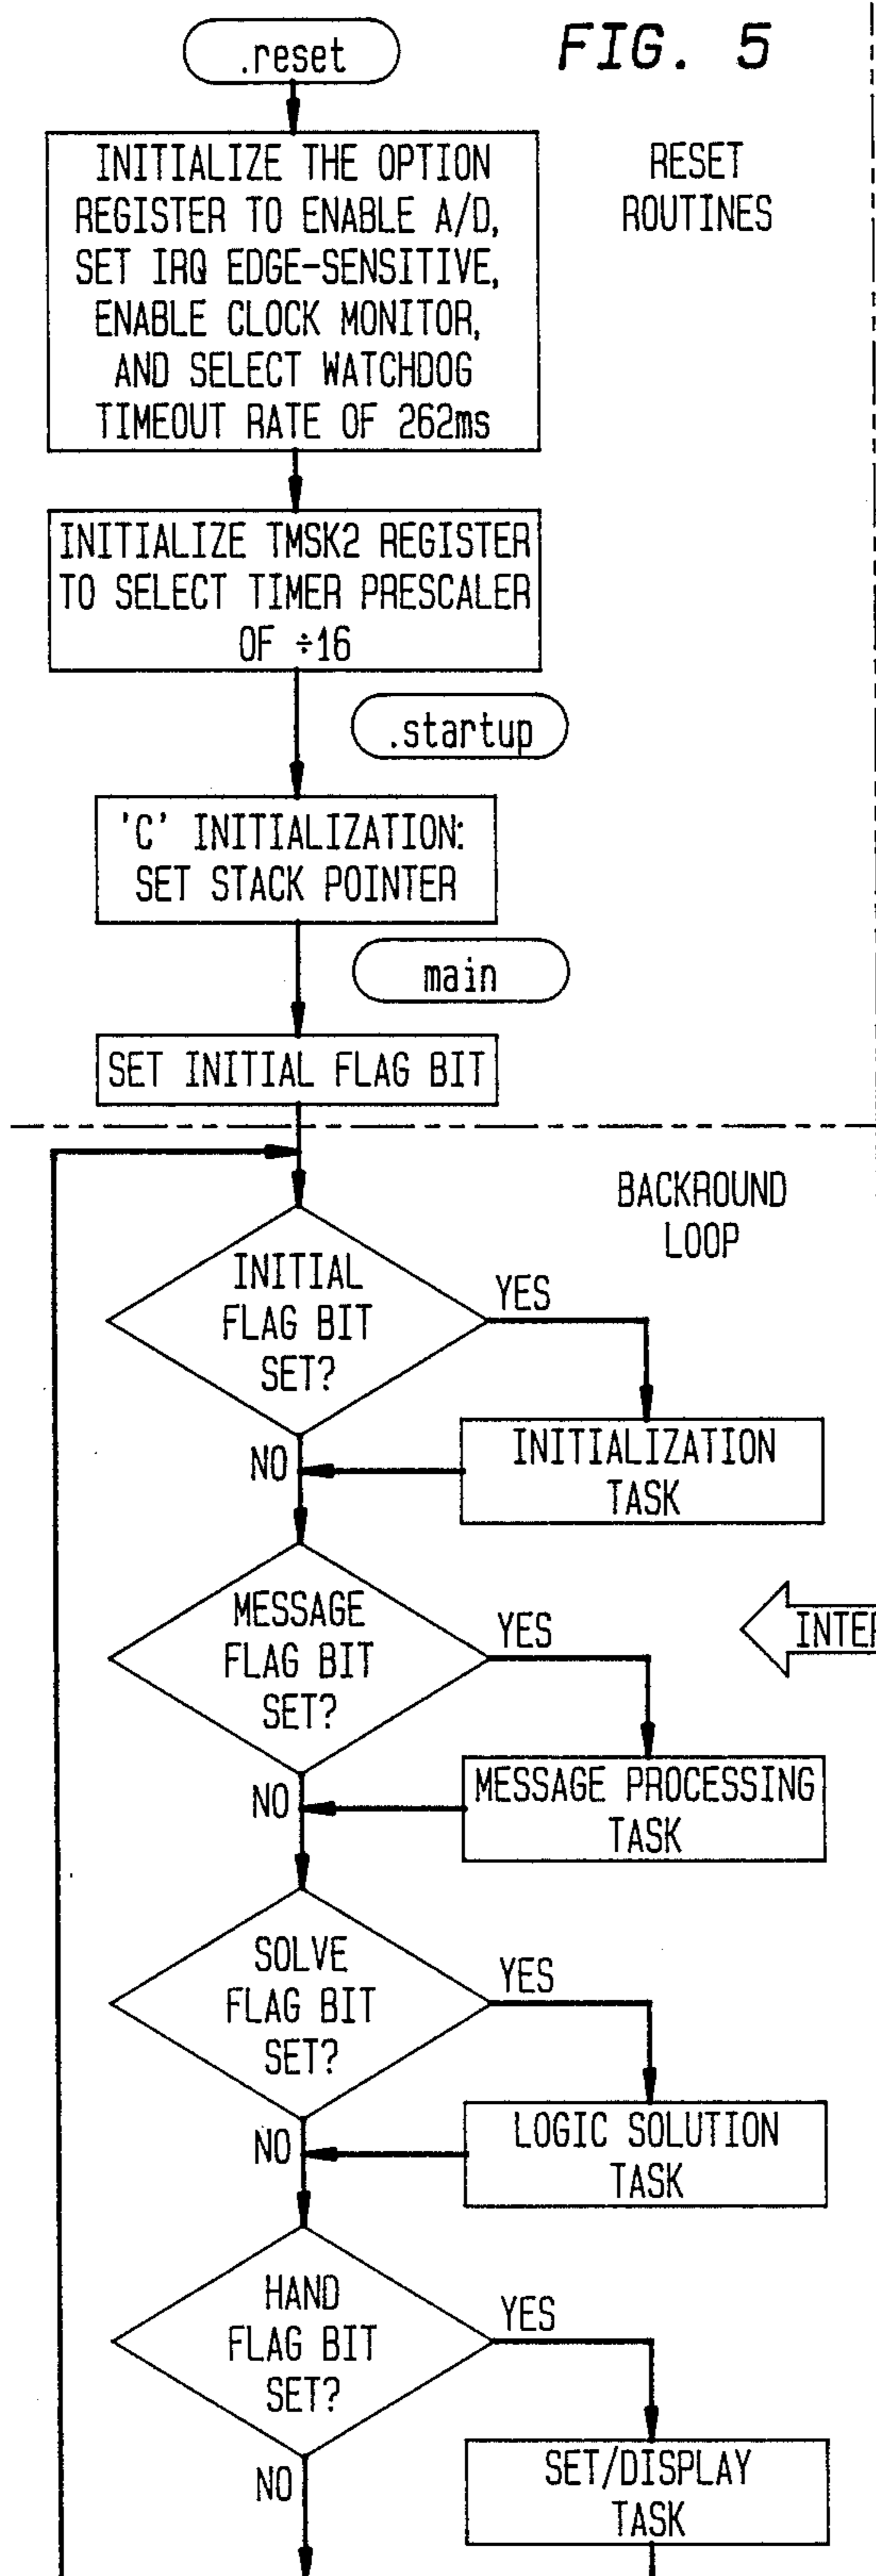 .reset
FIG. 5
INITIALIZE THE OPTION
REGISTER TO ENABLE A/D,
SET IRQ EDGE-SENSITIVE,
ENABLE CLOCK MONITOR,
AND SELECT WATCHDOG
TIMEOUT RATE OF 262ms
RESET
ROUTINES
INITIALIZE TMSK2 REGISTER
TO SELECT TIMER PRESCALER
OF ÷16
.startup
'C' INITIALIZATION:
SET STACK POINTER
main
SET INITIAL FLAG BIT
BACKROUND
LOOP
INITIAL
FLAG BIT
SET?
YES
NO
INITIALIZATION
TASK
MESSAGE
FLAG BIT
SET?
YES
INTER
NO
MESSAGE PROCESSING
TASK
SOLVE
FLAG BIT
SET?
YES
NO
LOGIC SOLUTION
TASK
HAND
FLAG BIT
SET?
YES
NO
SET/DISPLAY
TASK